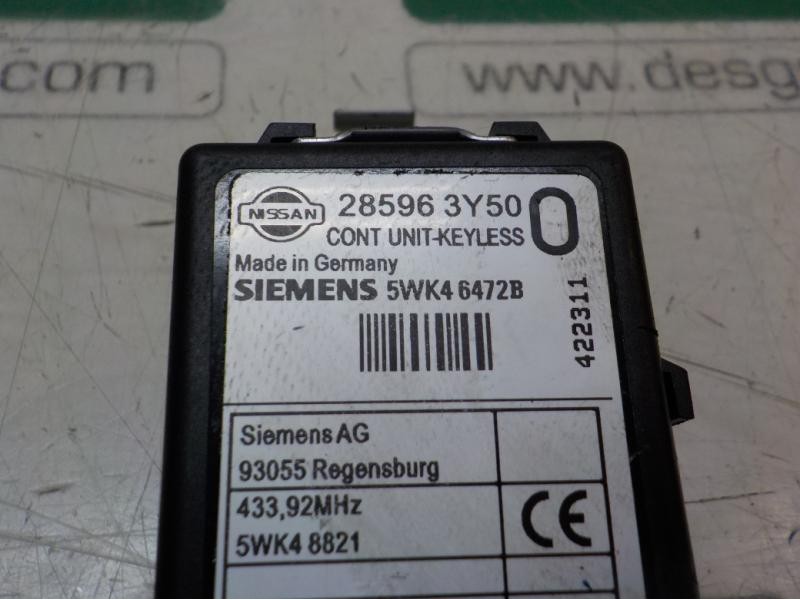 .com
www.desg
NISSAN
28596 3Y50 0
CONT UNIT-KEYLESS
Made in Germany
SIEMENS 5WK4 6472B
422311
Siemens AG
93055 Regensburg
433,92MHz
5WK4 8821
CE